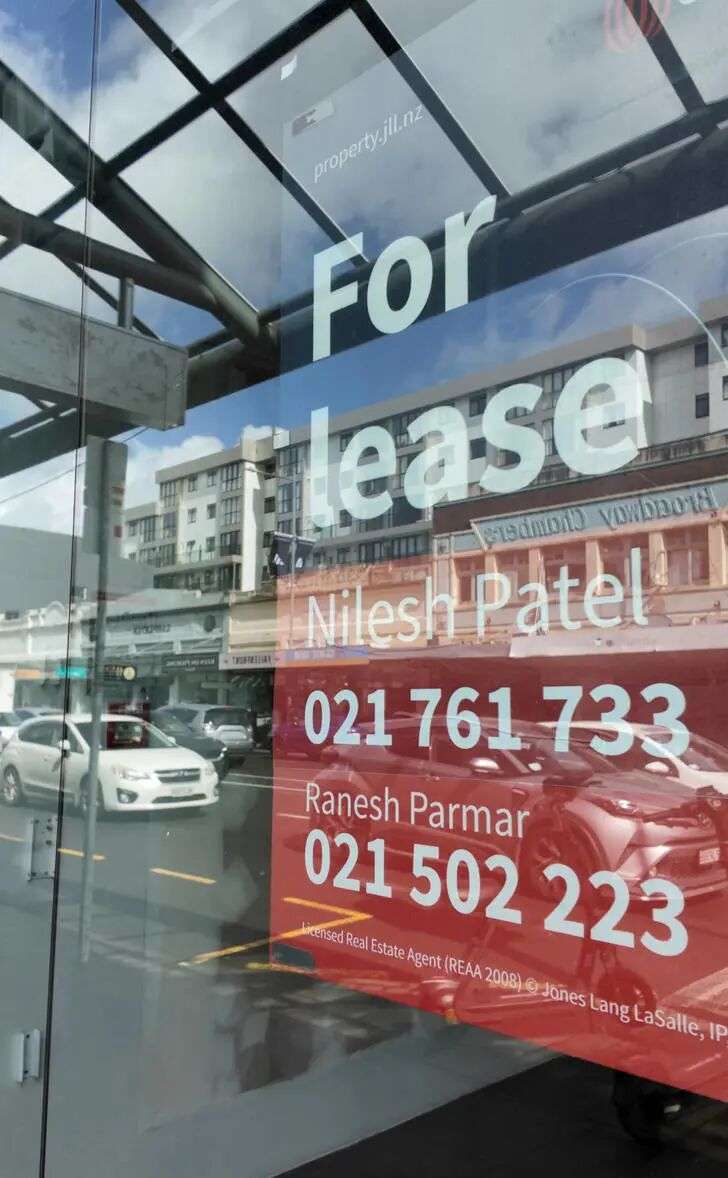 property.jll.nz
For
lease
Broadway Chambers
Nilesh Patel
021 761 733
Ranesh Parmar
021 502 223
Licensed Real Estate Agent (REAA 2008) © Jones Lang LaSalle, IP,